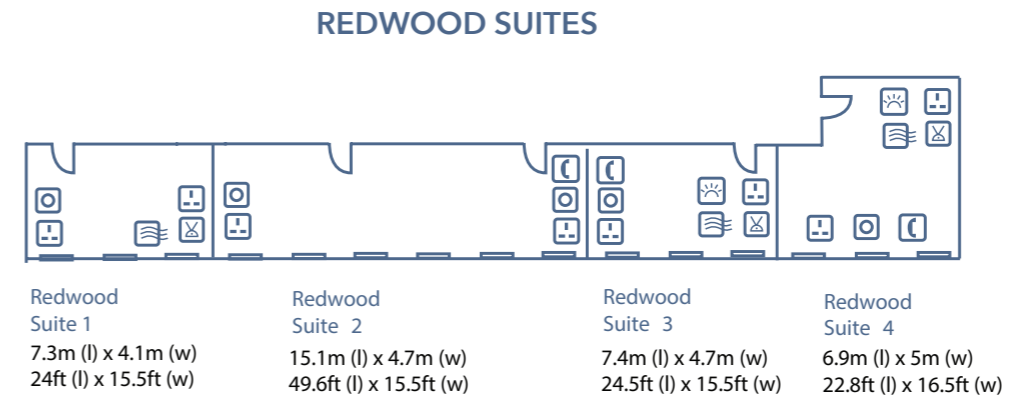 REDWOOD SUITES
Redwood
Suite 1
7.3m (l) x 4.1m (w)
24ft (l) x 15.5ft (w)
Redwood
Suite 2
15.1m (l) x 4.7m (w)
49.6ft (l) x 15.5ft (w)
Redwood
Suite 3
7.4m (l) x 4.7m (w)
24.5ft (l) x 15.5ft (w)
Redwood
Suite 4
6.9m (l) x 5m (w)
22.8ft (l) x 16.5ft (w)